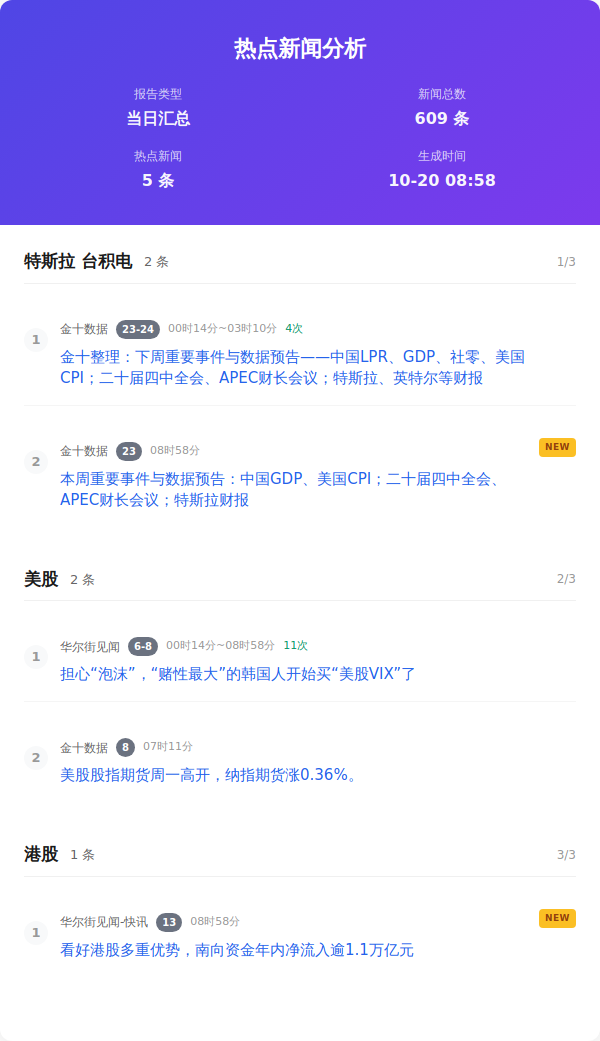 热点新闻分析
报告类型
当日汇总
新闻总数
609 条
热点新闻
5 条
生成时间
10-20 08:58
特斯拉 台积电 2 条 1/3
1
金十数据 23-24 00时14分~03时10分 4次
金十整理：下周重要事件与数据预告——中国LPR、GDP、社零、美国
CPI；二十届四中全会、APEC财长会议；特斯拉、英特尔等财报
2
金十数据 23 08时58分 NEW
本周重要事件与数据预告：中国GDP、美国CPI；二十届四中全会、
APEC财长会议；特斯拉财报
美股 2 条 2/3
1
华尔街见闻 6-8 00时14分~08时58分 11次
担心“泡沫”，“赌性最大”的韩国人开始买“美股VIX”了
2
金十数据 8 07时11分
美股股指期货周一高开，纳指期货涨0.36%。
港股 1 条 3/3
1
华尔街见闻-快讯 13 08时58分 NEW
看好港股多重优势，南向资金年内净流入逾1.1万亿元